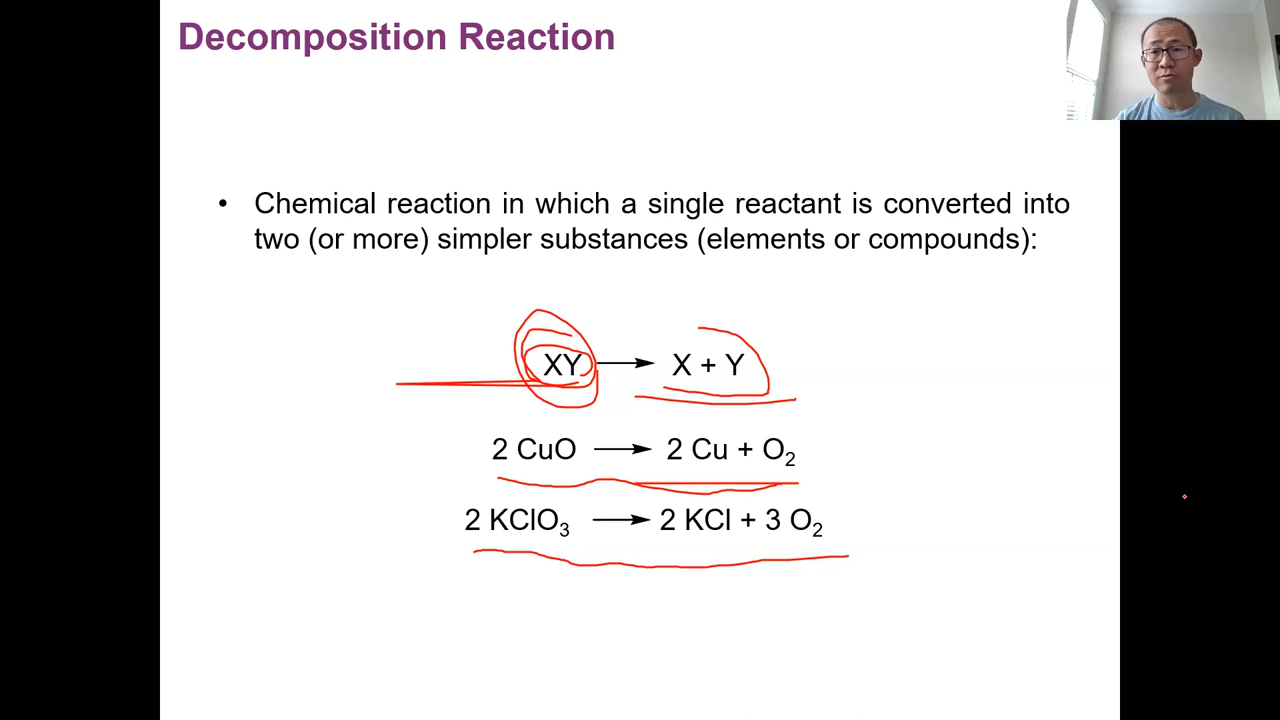 Decomposition Reaction
• Chemical reaction in which a single reactant is converted into
two (or more) simpler substances (elements or compounds):
XY → X + Y
2 CuO → 2 Cu + O₂
2 KClO₃ → 2 KCl + 3 O₂